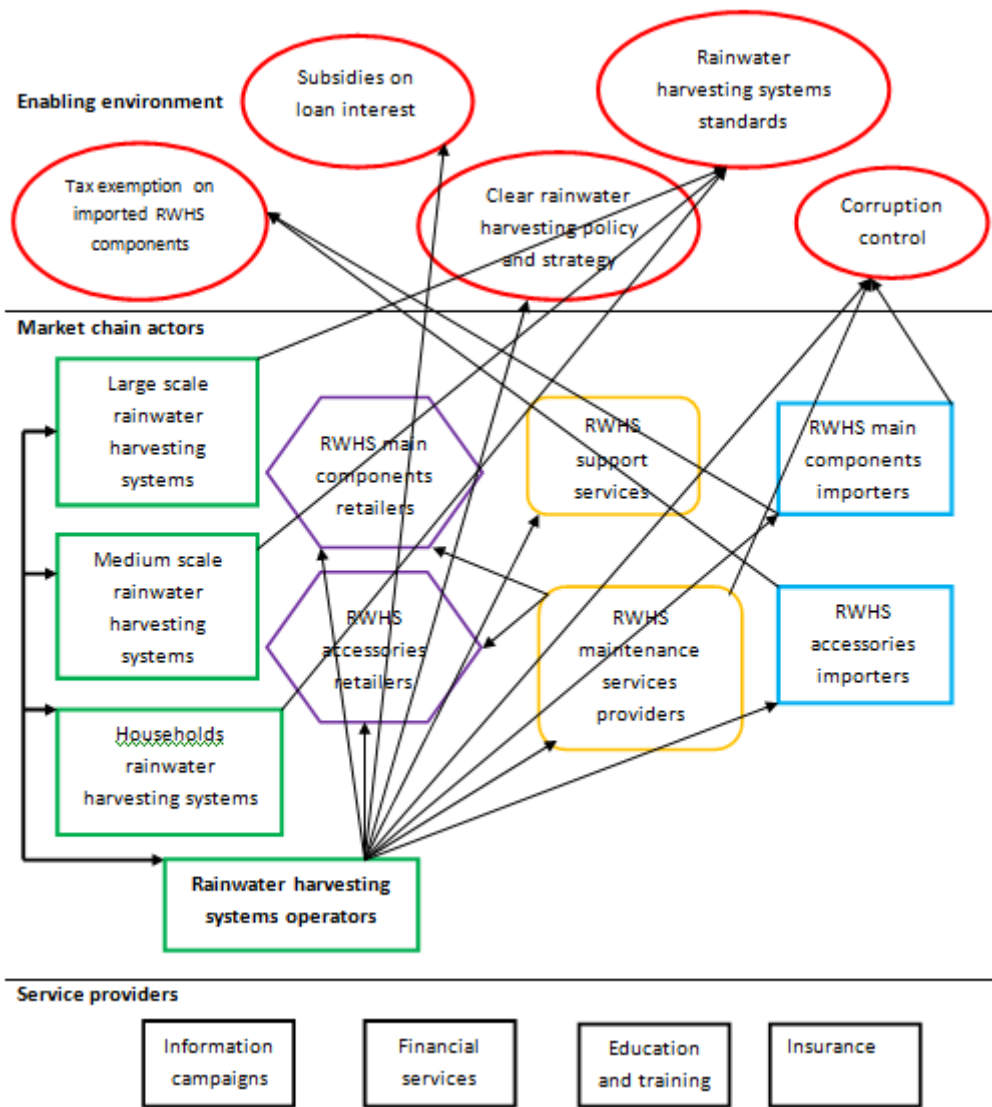 Enabling environment
Subsidies on
loan interest
Rainwater
harvesting systems
standards
Tax exemption on
imported RWHS
components
Clear rainwater
harvesting policy
and strategy
Corruption
control
Market chain actors
Large scale
rainwater
harvesting
systems
RWHS main
components
retailers
RWHS
support
services
RWHS main
components
importers
Medium scale
rainwater
harvesting
systems
RWHS
accessories
retailers
RWHS
maintenance
services
providers
RWHS
accessories
importers
Households
rainwater
harvesting systems
Rainwater harvesting
systems operators
Service providers
Information
campaigns
Financial
services
Education
and training
Insurance